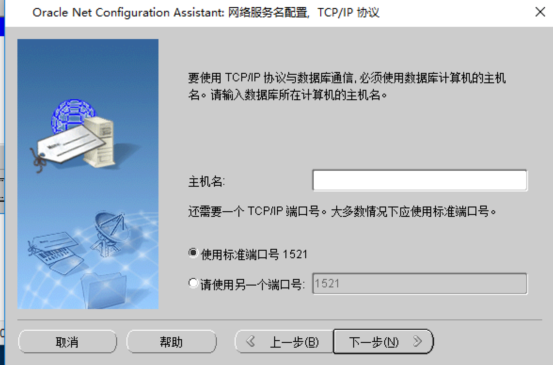 Oracle Net Configuration Assistant: 网络服务名配置, TCP/IP 协议
要使用 TCP/IP 协议与数据库通信, 必须使用数据库计算机的主机
名。请输入数据库所在计算机的主机名。
主机名:
还需要一个 TCP/IP 端口号。大多数情况下应使用标准端口号。
使用标准端口号 1521
请使用另一个端口号: 1521
取消 帮助 上一步(B) 下一步(N)